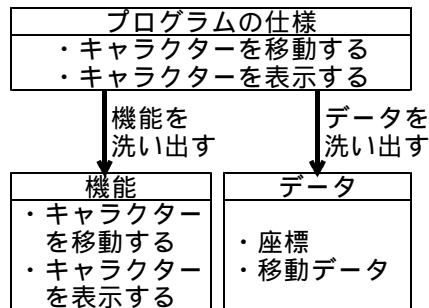 プログラムの仕様
・キャラクターを移動する
・キャラクターを表示する
機能を
洗い出す
データを
洗い出す
機能
・キャラクター
を移動する
・キャラクター
を表示する
データ
・座標
・移動データ